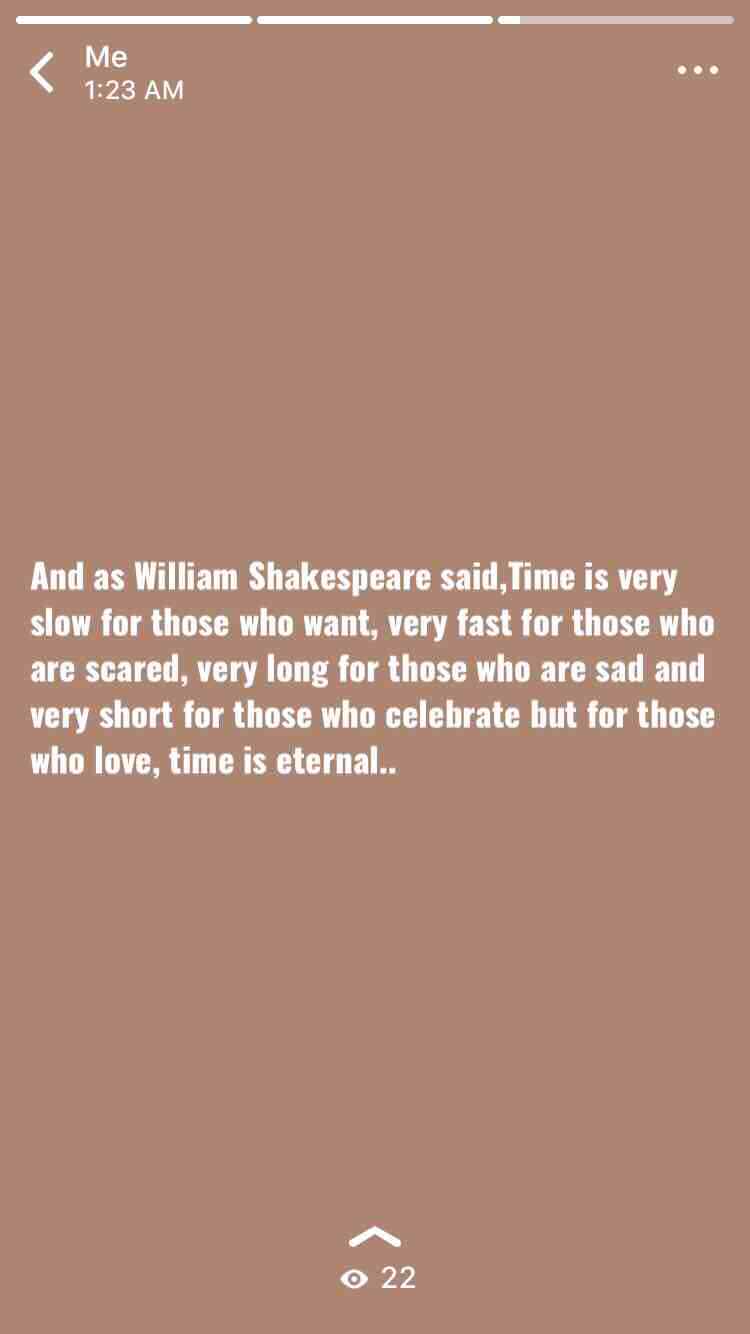 Me
1:23 AM
And as William Shakespeare said,Time is very
slow for those who want, very fast for those who
are scared, very long for those who are sad and
very short for those who celebrate but for those
who love, time is eternal..
22